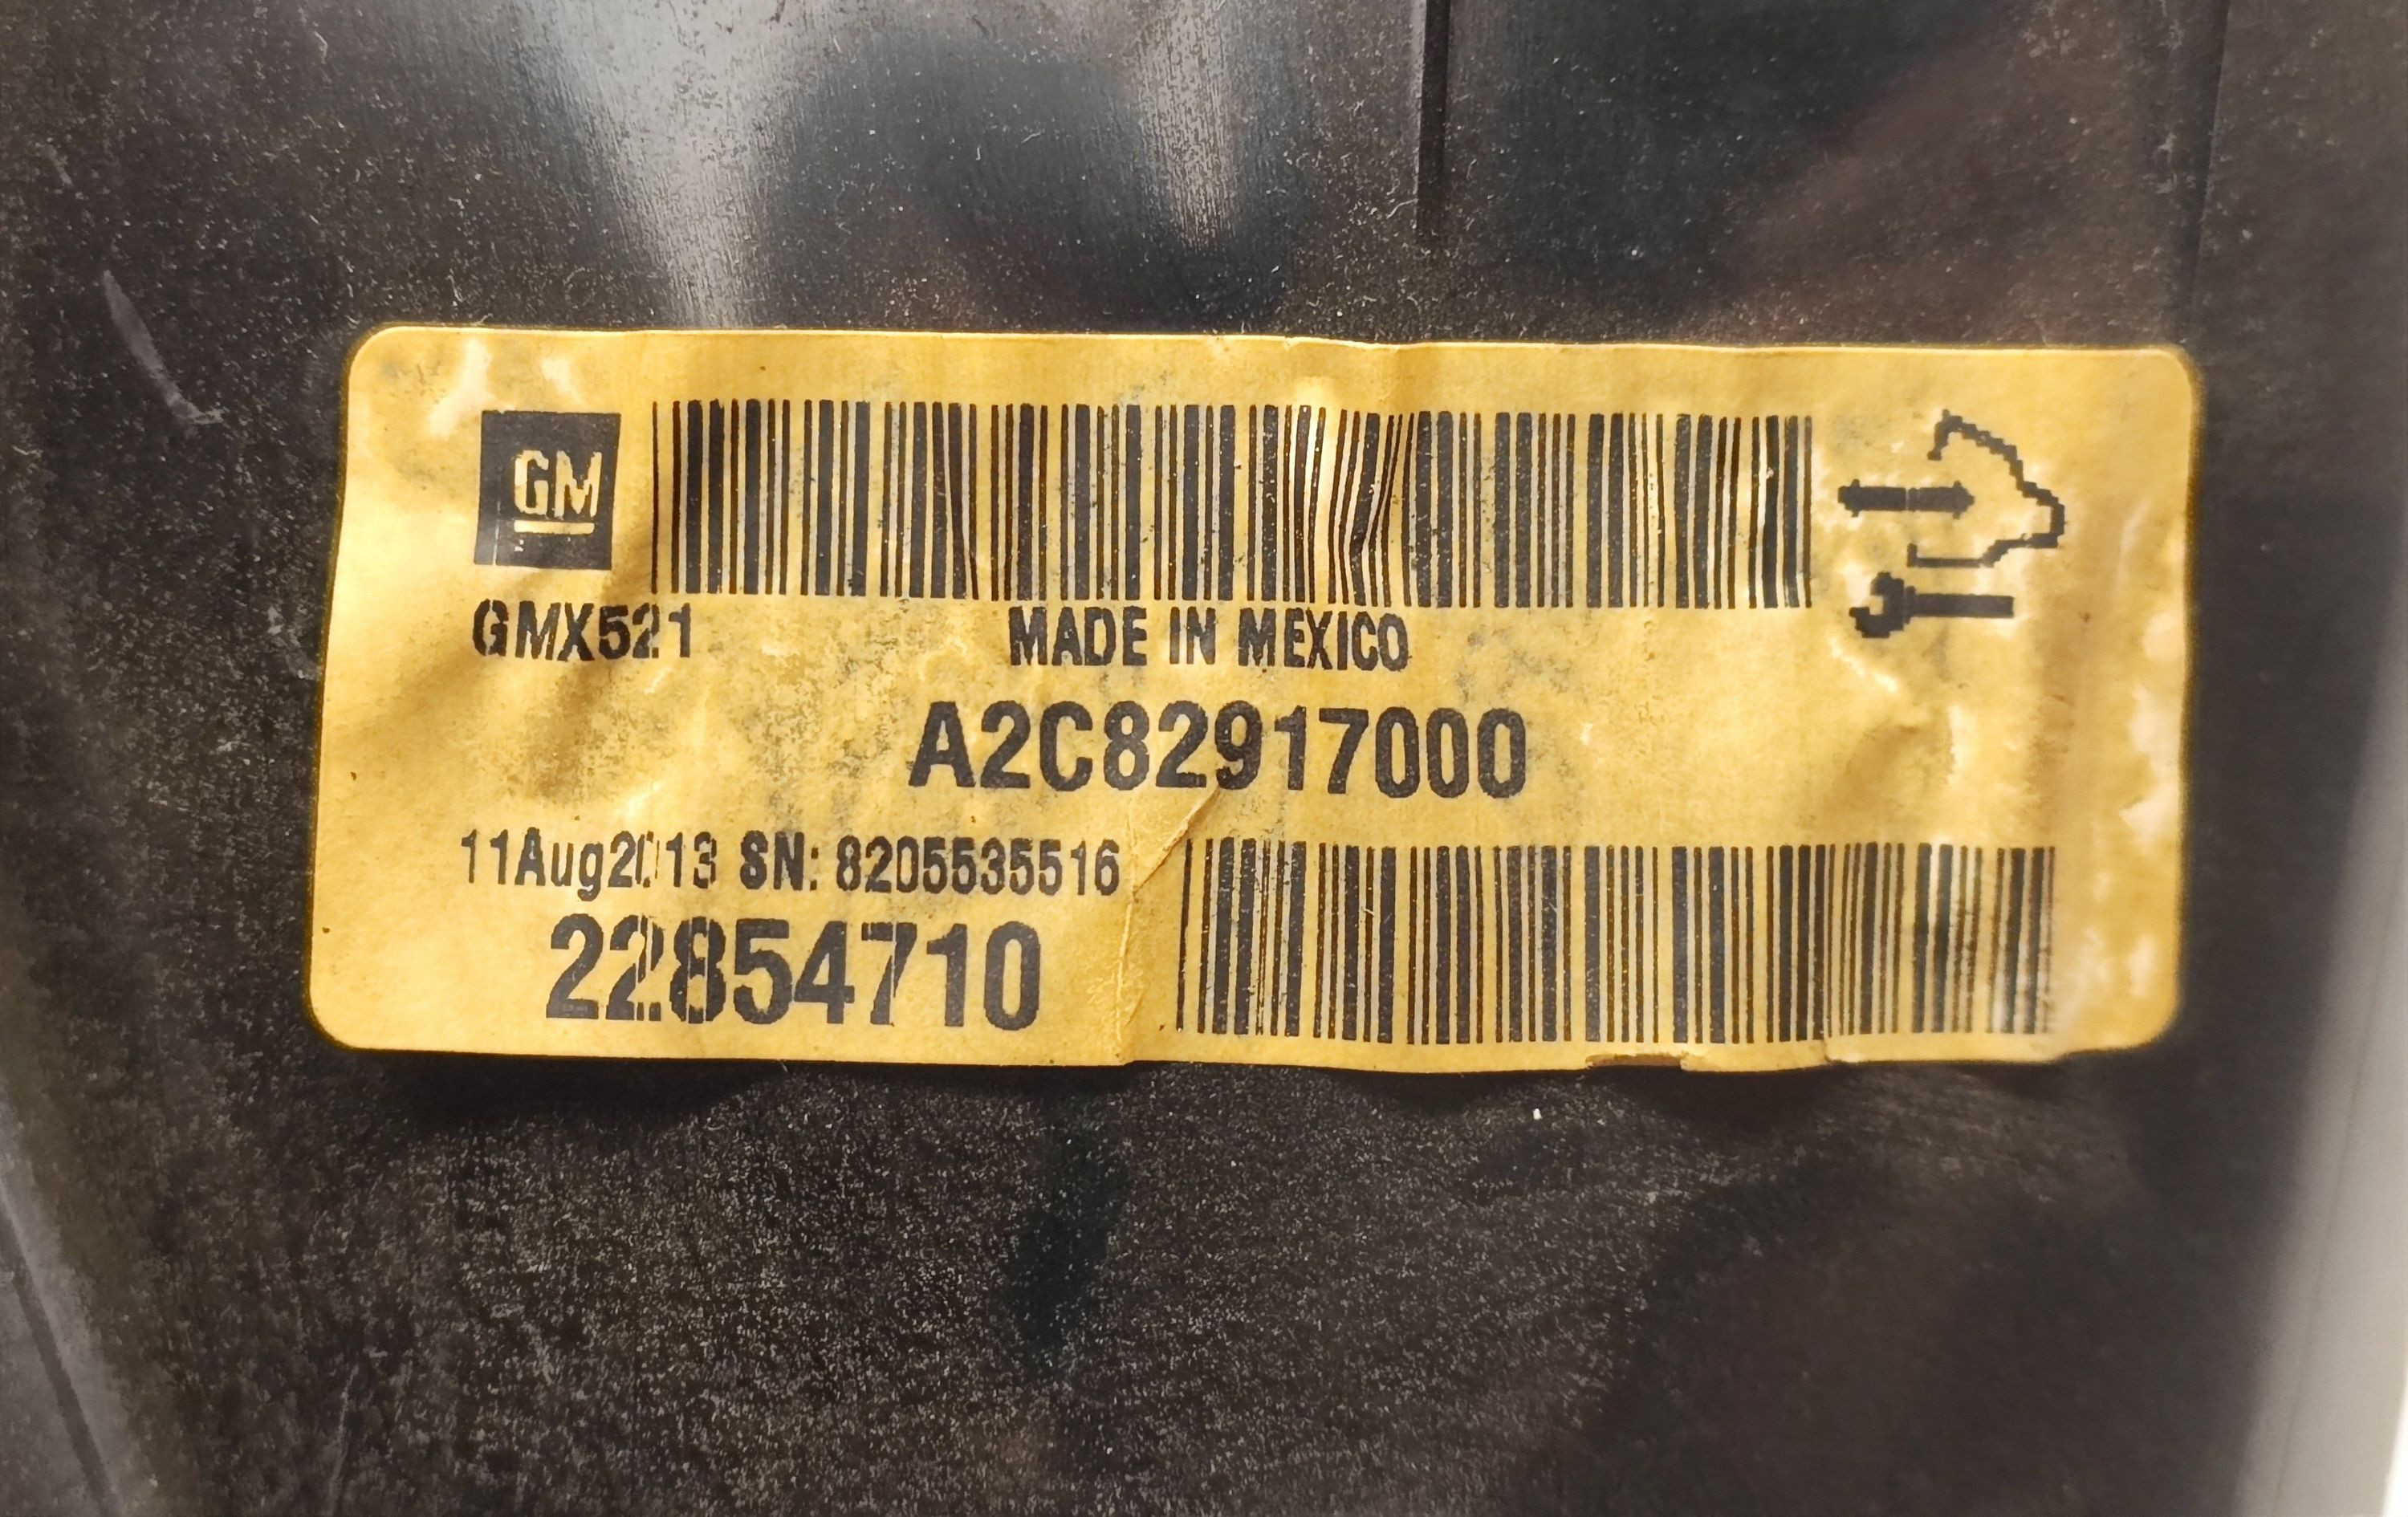 GM
GMX521
MADE IN MEXICO
A2C82917000
11Aug2013 SN: 8205535516
22854710